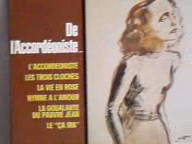 De
l'Accordéoniste
L'ACCORDEONISTE
LES TROIS CLOCHES
LA VIE EN ROSE
HYMNE A L'AMOUR
LA GOUALANTE
DU PAUVRE JEAN
LE "ÇA IRA"